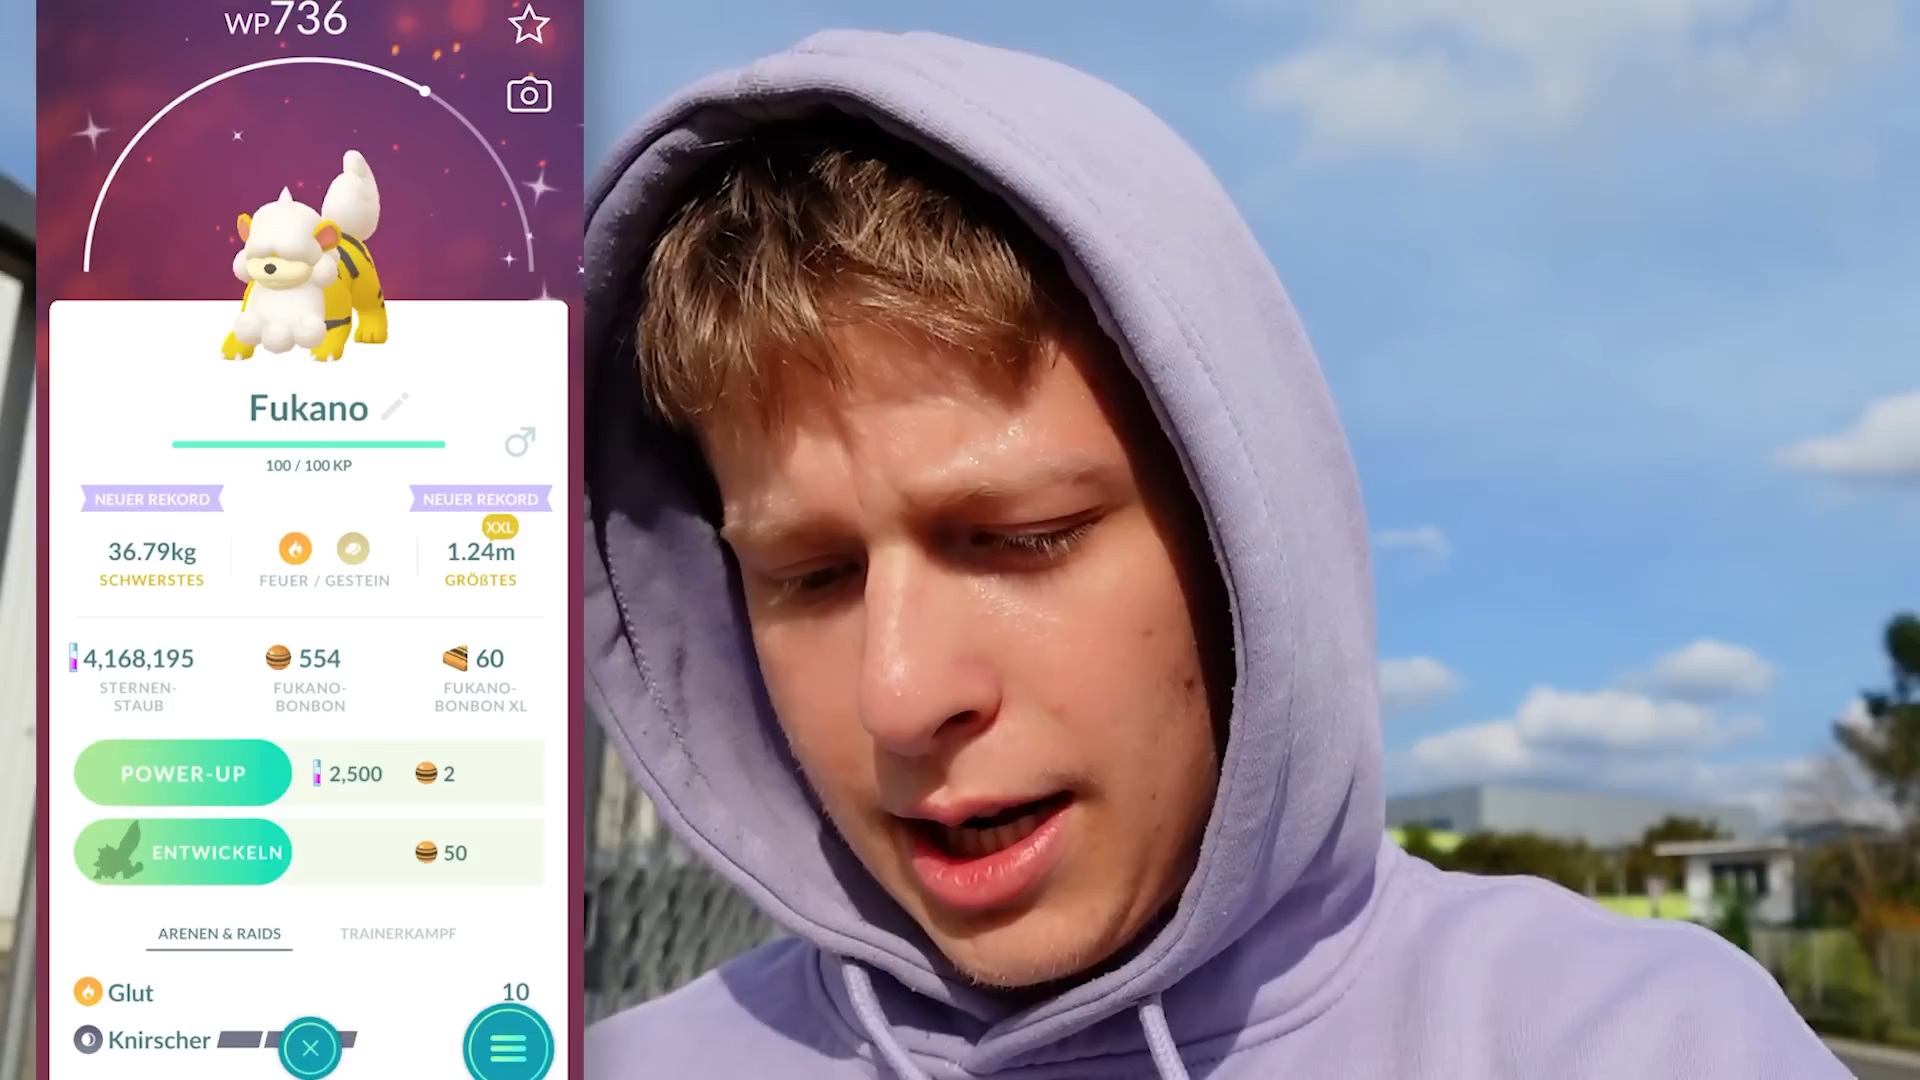 WP736
Fukano
100 / 100 KP
NEUER REKORD
NEUER REKORD
XXL
36.79kg
1.24m
SCHWERSTES
FEUER / GESTEIN
GRÖßTES
4,168,195
554
60
STERNEN-
STAUB
FUKANO-
BONBON
FUKANO-
BONBON XL
POWER-UP
2,500
2
ENTWICKELN
50
ARENEN & RAIDS
TRAINERKAMPF
Glut
10
Knirscher